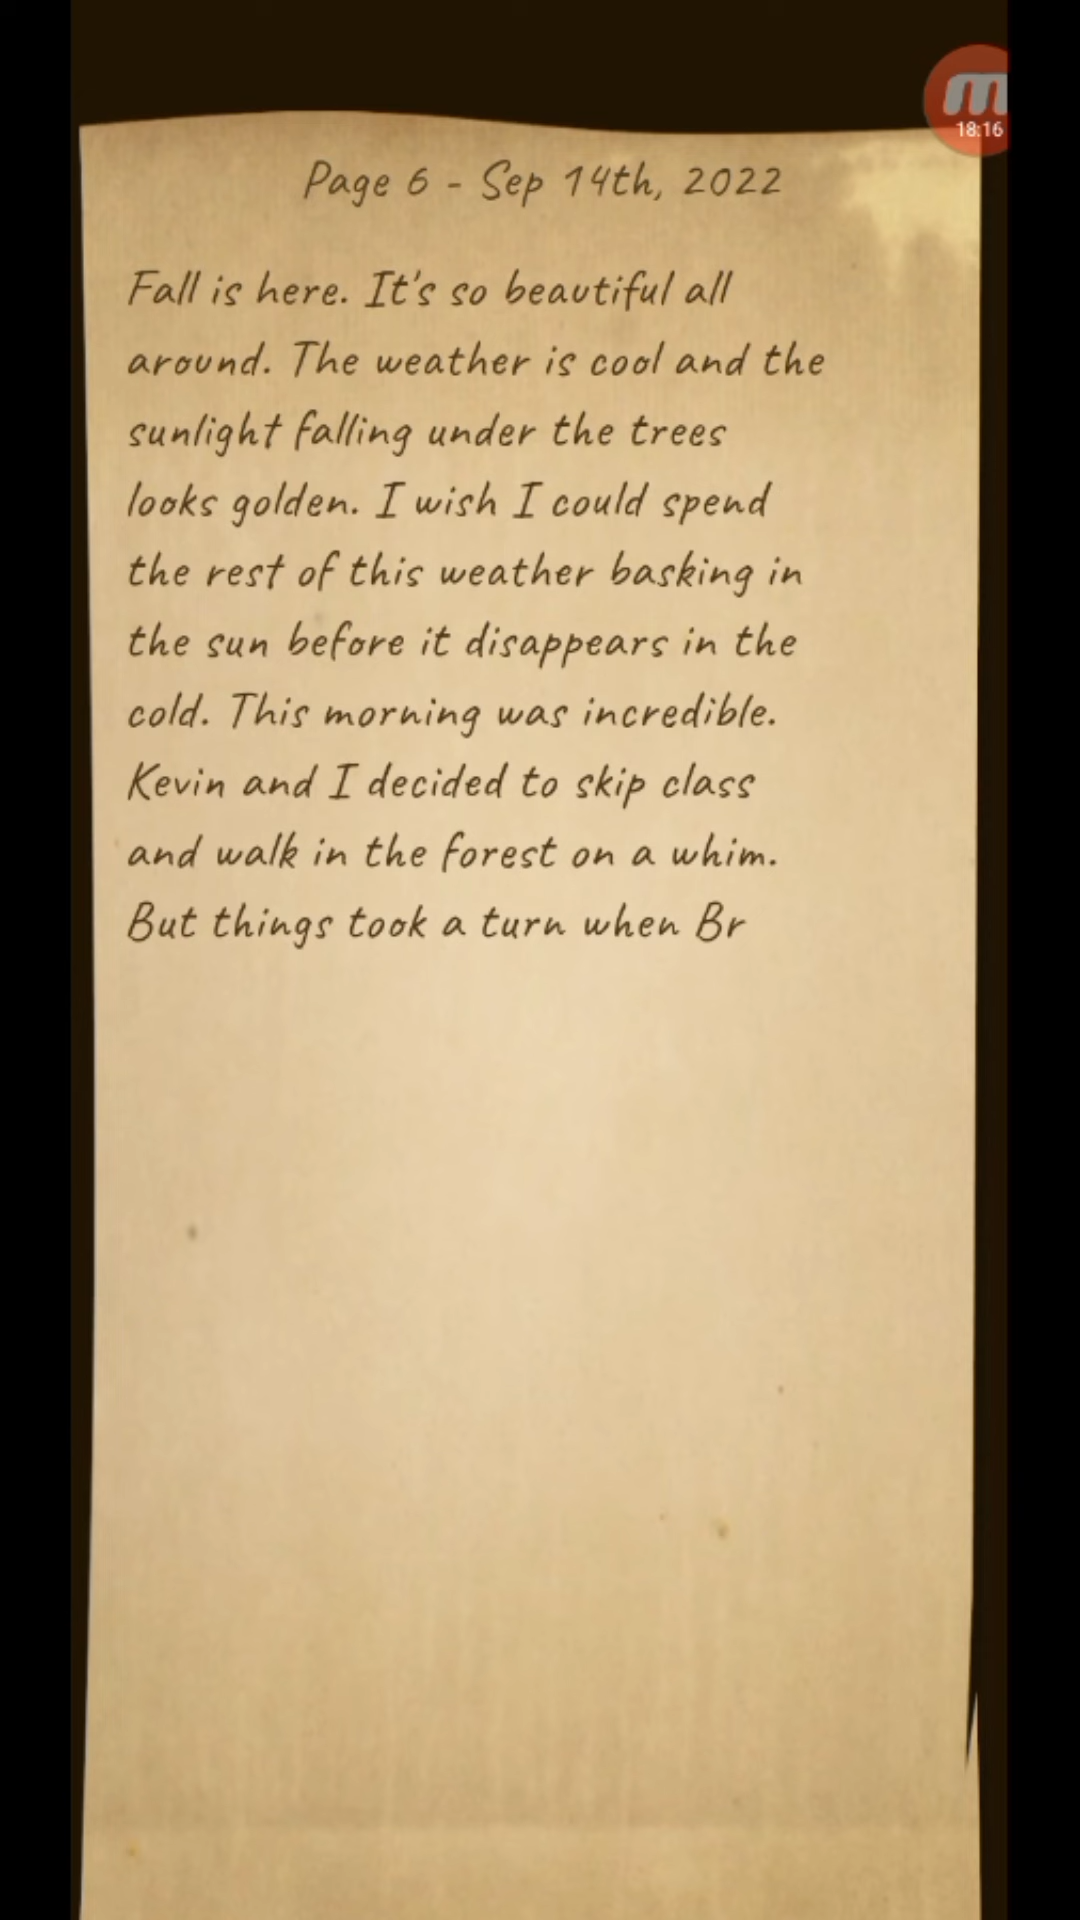 18:16
Page 6 - Sep 14th, 2022
Fall is here. It's so beautiful all
around. The weather is cool and the
sunlight falling under the trees
looks golden. I wish I could spend
the rest of this weather basking in
the sun before it disappears in the
cold. This morning was incredible.
Kevin and I decided to skip class
and walk in the forest on a whim.
But things took a turn when Br